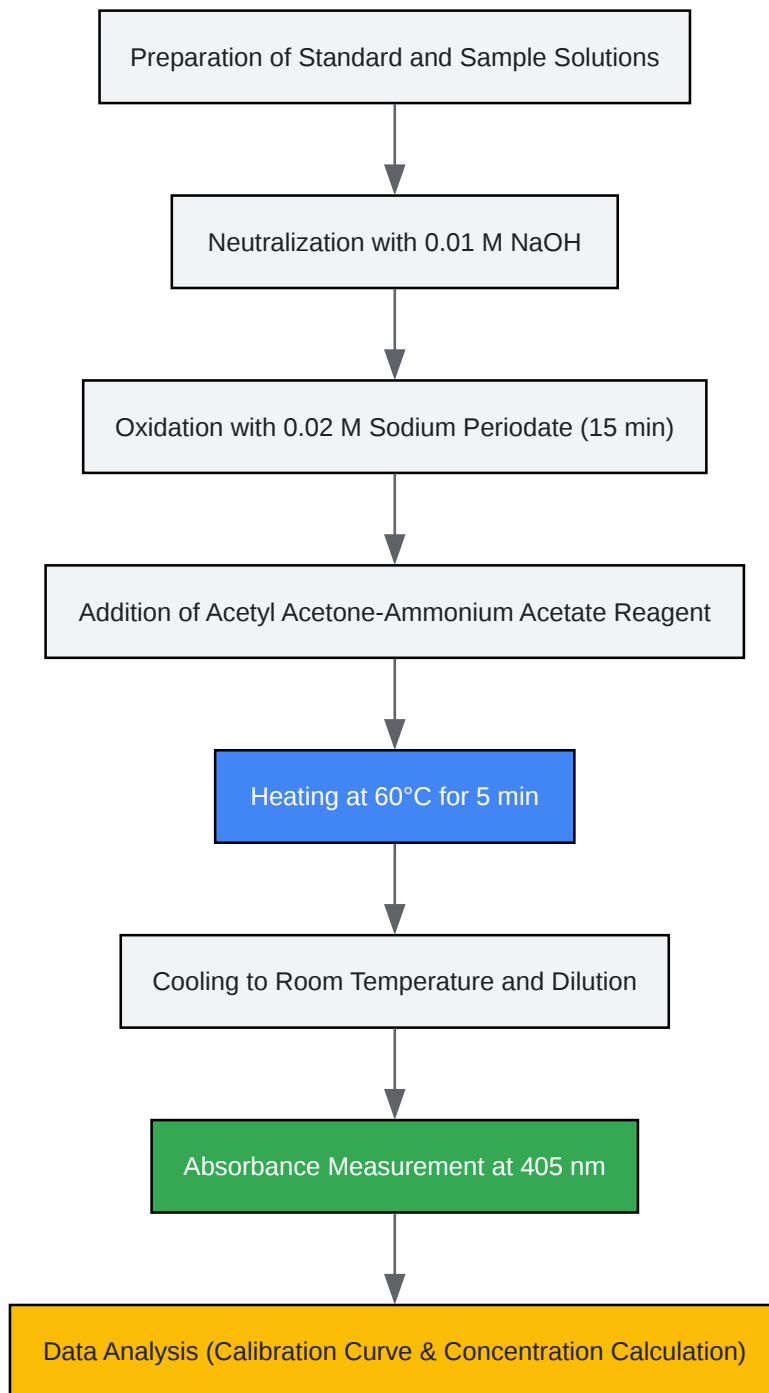 Preparation of Standard and Sample Solutions
Neutralization with 0.01 M NaOH
Oxidation with 0.02 M Sodium Periodate (15 min)
Addition of Acetyl Acetone-Ammonium Acetate Reagent
Heating at 60°C for 5 min
Cooling to Room Temperature and Dilution
Absorbance Measurement at 405 nm
Data Analysis (Calibration Curve & Concentration Calculation)